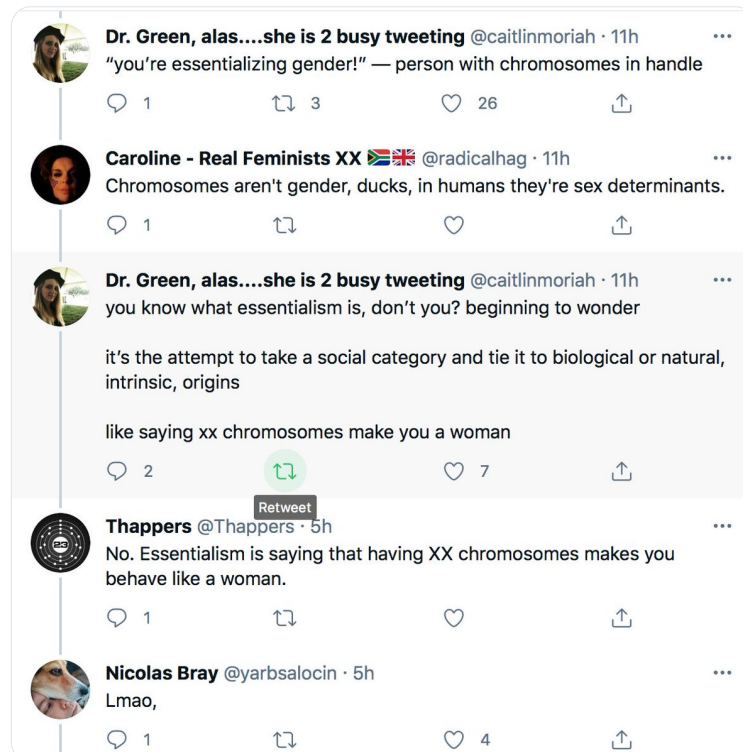 Dr. Green, alas....she is 2 busy tweeting @caitlinmoriah · 11h
“you’re essentializing gender!” — person with chromosomes in handle
1 3 26
Caroline - Real Feminists XX 🇿🇦🇬🇧 @radicalhag · 11h
Chromosomes aren't gender, ducks, in humans they're sex determinants.
1
Dr. Green, alas....she is 2 busy tweeting @caitlinmoriah · 11h
you know what essentialism is, don’t you? beginning to wonder
it’s the attempt to take a social category and tie it to biological or natural,
intrinsic, origins
like saying xx chromosomes make you a woman
2 7
Retweet
23
Thappers @Thappers · 5h
No. Essentialism is saying that having XX chromosomes makes you
behave like a woman.
1
Nicolas Bray @yarbsalocin · 5h
Lmao,
1 4